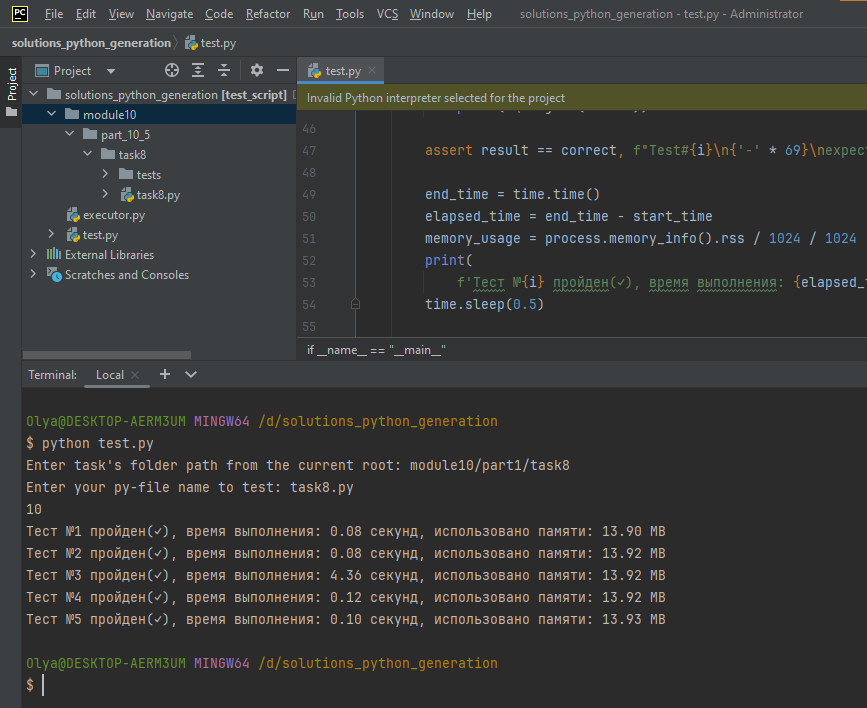 PC File Edit View Navigate Code Refactor Run Tools VCS Window Help solutions_python_generation - test.py - Administrator
solutions_python_generation test.py
Project
Project
test.py
solutions_python_generation [test_script]
Invalid Python interpreter selected for the project
module10
part_10_5
task8
tests
task8.py
executor.py
test.py
External Libraries
Scratches and Consoles
46
47 assert result == correct, f"Test#{i}\n{'-' * 69}\nexpec
48
49 end_time = time.time()
50 elapsed_time = end_time - start_time
51 memory_usage = process.memory_info().rss / 1024 / 1024
52 print(
53 f'Тест №{i} пройден(✓), время выполнения: {elapsed_
54 time.sleep(0.5)
55
if __name__ == "__main__"
Terminal: Local
Olya@DESKTOP-AERM3UM MINGW64 /d/solutions_python_generation
$ python test.py
Enter task's folder path from the current root: module10/part1/task8
Enter your py-file name to test: task8.py
10
Тест №1 пройден(✓), время выполнения: 0.08 секунд, использовано памяти: 13.90 MB
Тест №2 пройден(✓), время выполнения: 0.08 секунд, использовано памяти: 13.92 MB
Тест №3 пройден(✓), время выполнения: 4.36 секунд, использовано памяти: 13.92 MB
Тест №4 пройден(✓), время выполнения: 0.12 секунд, использовано памяти: 13.92 MB
Тест №5 пройден(✓), время выполнения: 0.10 секунд, использовано памяти: 13.93 MB
Olya@DESKTOP-AERM3UM MINGW64 /d/solutions_python_generation
$